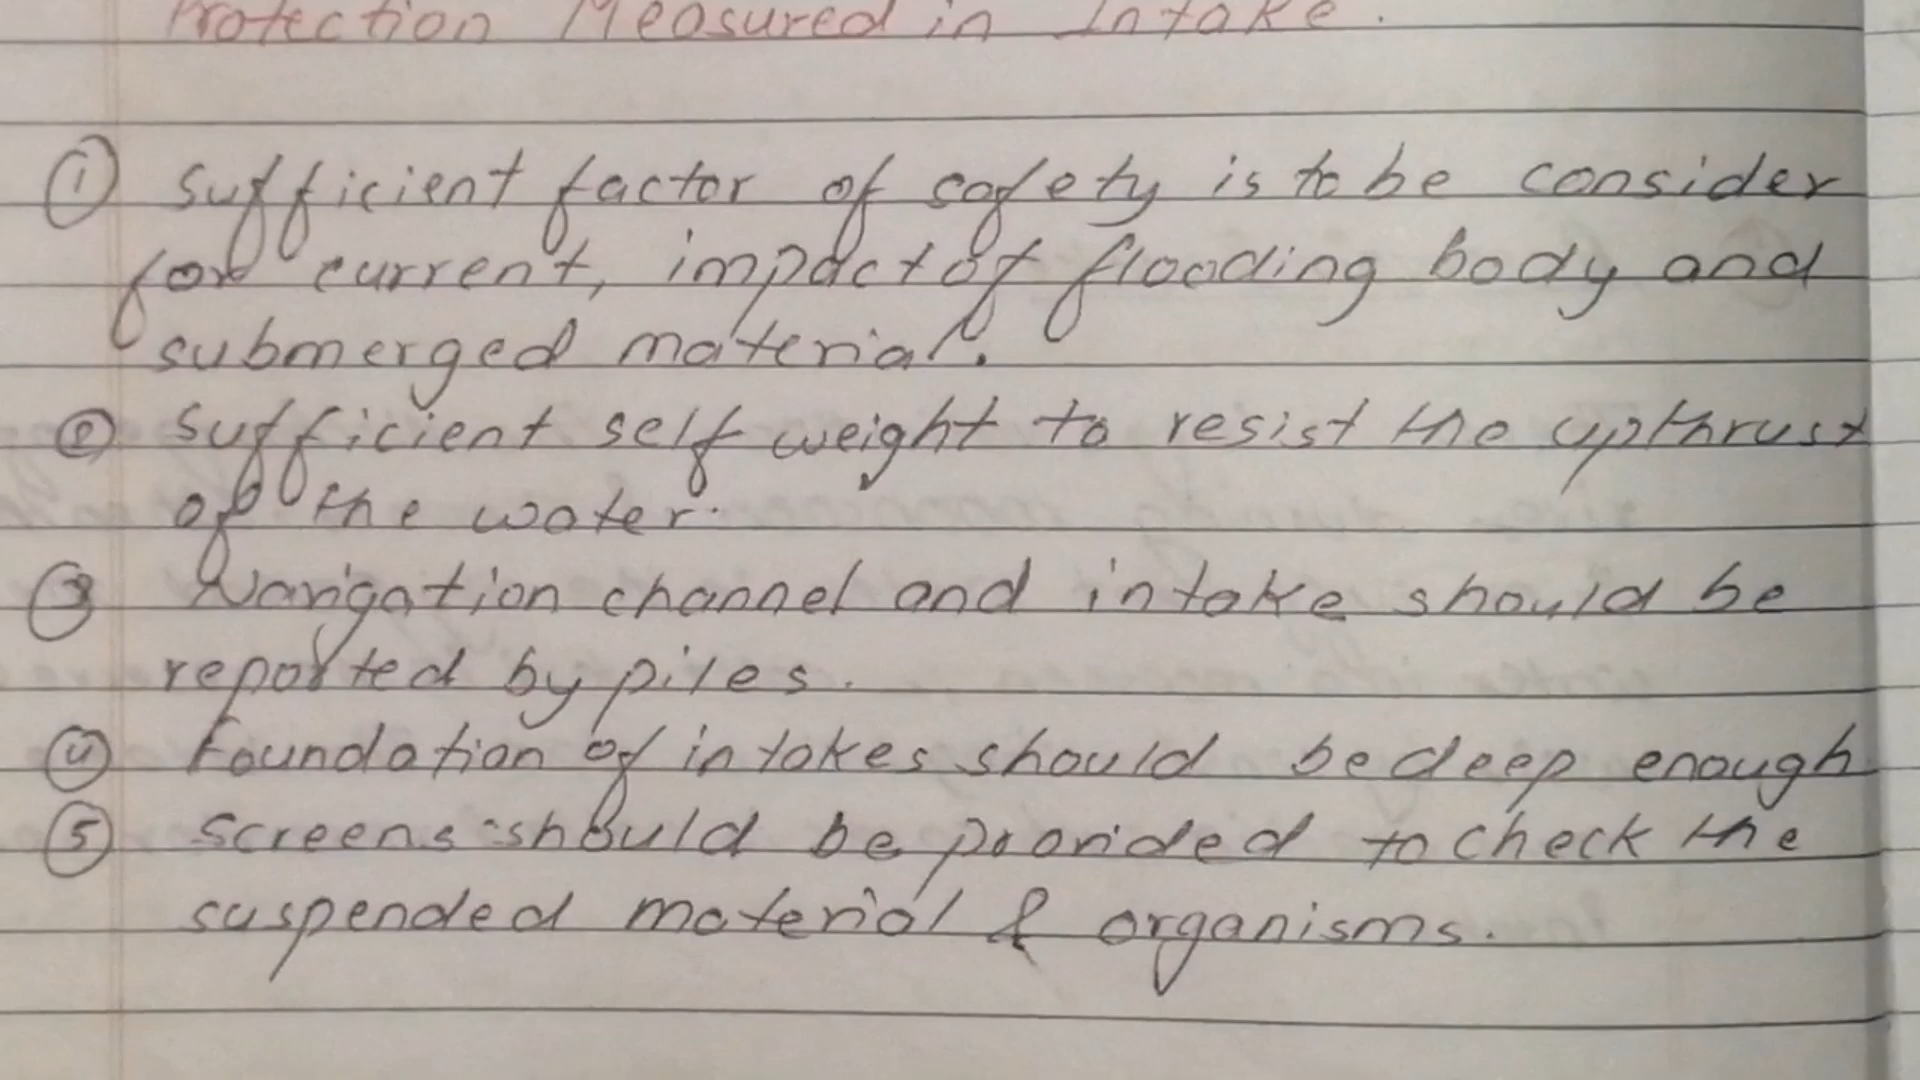 Protection Measured in Intake.
① Sufficient factor of safety is to be consider
for current, impact of flooding body and
submerged material.
② Sufficient self weight to resist the upthrust
of the water.
③ Navigation channel and intake should be
reported by piles.
④ Foundation of intakes should be deep enough
⑤ Screens should be provided to check the
suspended material & organisms.